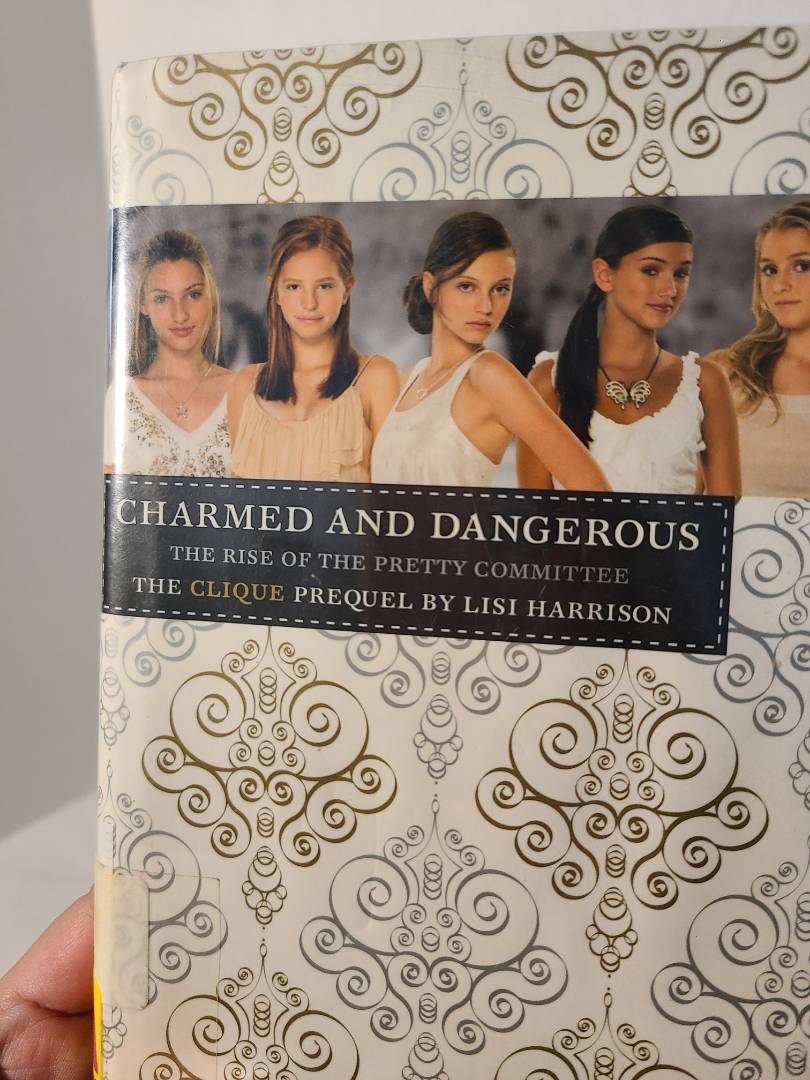 CHARMED AND DANGEROUS
THE RISE OF THE PRETTY COMMITTEE
THE CLIQUE PREQUEL BY LISI HARRISON